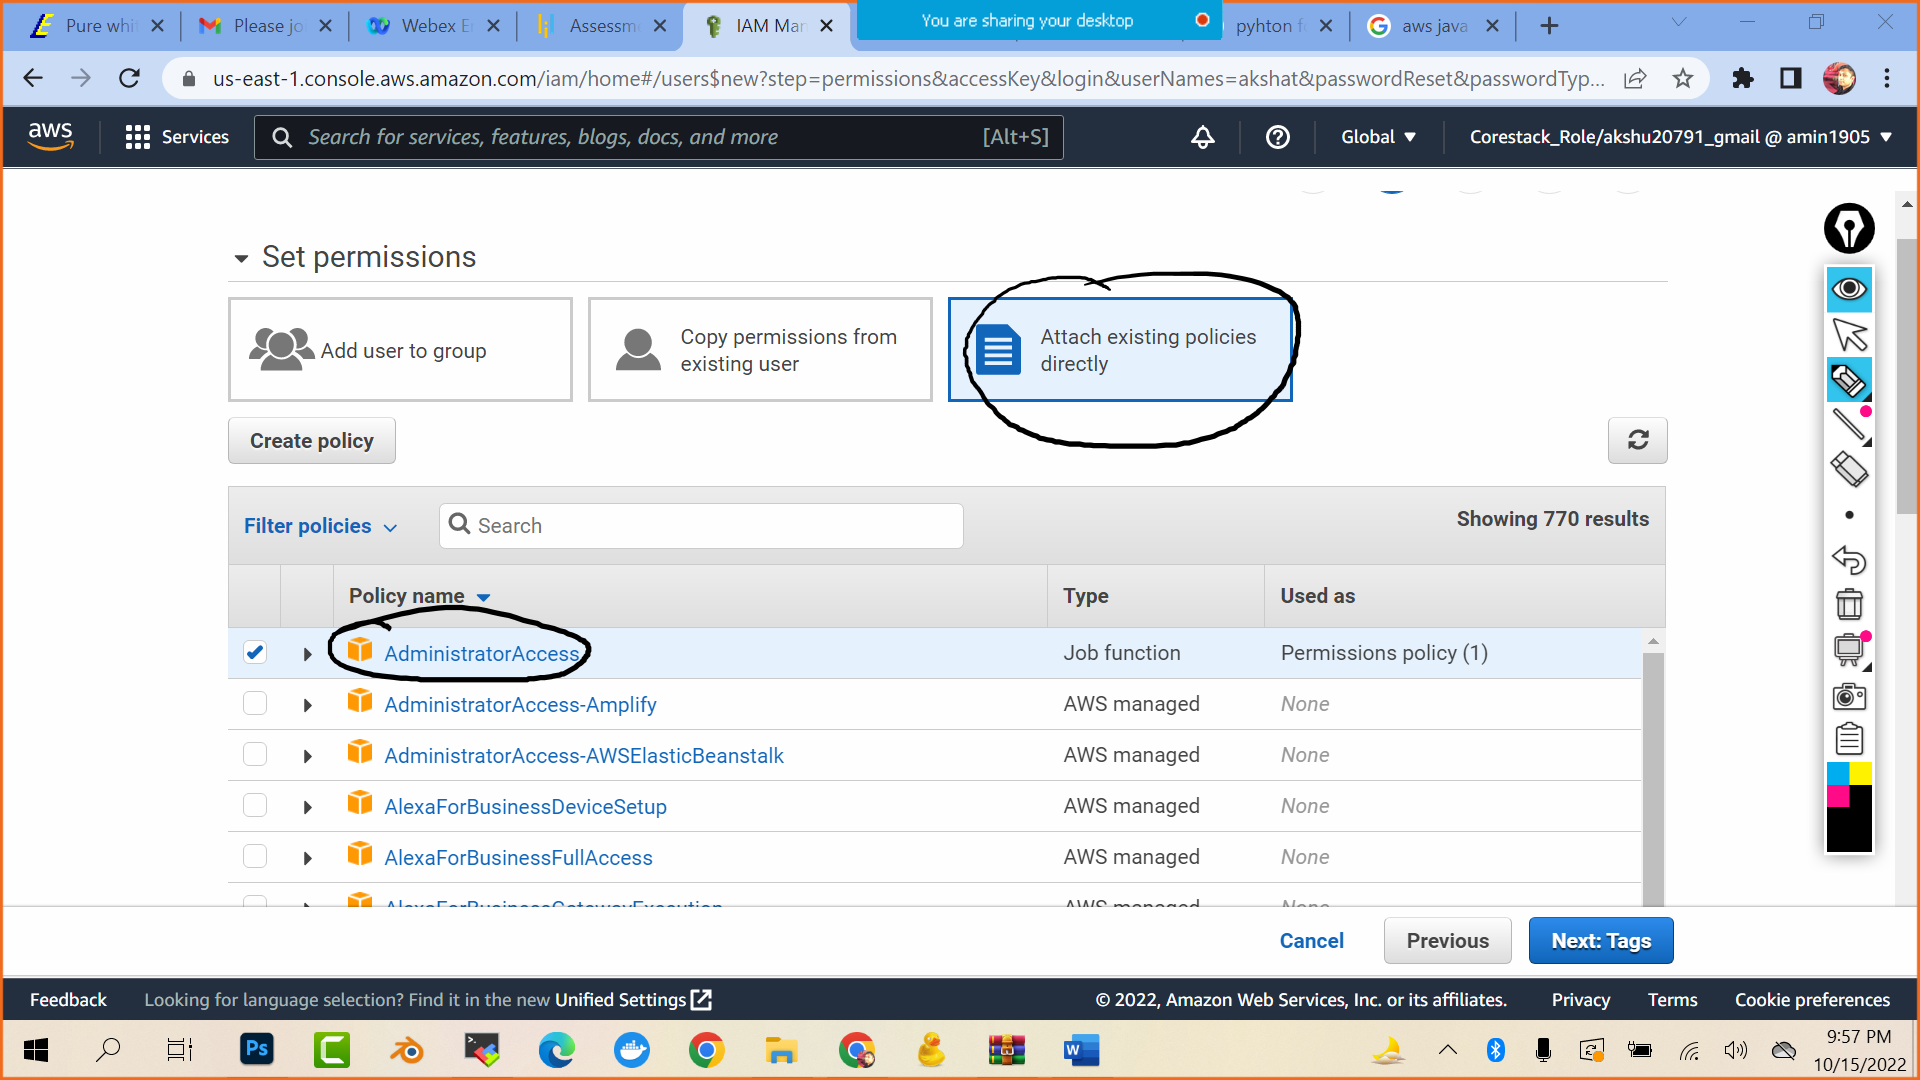 Pure whi
Please jo
Webex E
Assessm
IAM Man
You are sharing your desktop
pyhton f
aws java
us-east-1.console.aws.amazon.com/iam/home#/users$new?step=permissions&accessKey&login&userNames=akshat&passwordReset&passwordTyp...
aws
Services
Search for services, features, blogs, docs, and more
[Alt+S]
Global
Corestack_Role/akshu20791_gmail @ amin1905
Set permissions
Add user to group
Copy permissions from
existing user
Attach existing policies
directly
Create policy
Filter policies
Search
Showing 770 results
Policy name
Type
Used as
AdministratorAccess
Job function
Permissions policy (1)
AdministratorAccess-Amplify
AWS managed
None
AdministratorAccess-AWSElasticBeanstalk
AWS managed
None
AlexaForBusinessDeviceSetup
AWS managed
None
AlexaForBusinessFullAccess
AWS managed
None
AlexaForBusinessGatewayExecution
AWS managed
None
Cancel
Previous
Next: Tags
Feedback
Looking for language selection? Find it in the new Unified Settings
© 2022, Amazon Web Services, Inc. or its affiliates.
Privacy
Terms
Cookie preferences
Ps
C
W
9:57 PM
10/15/2022